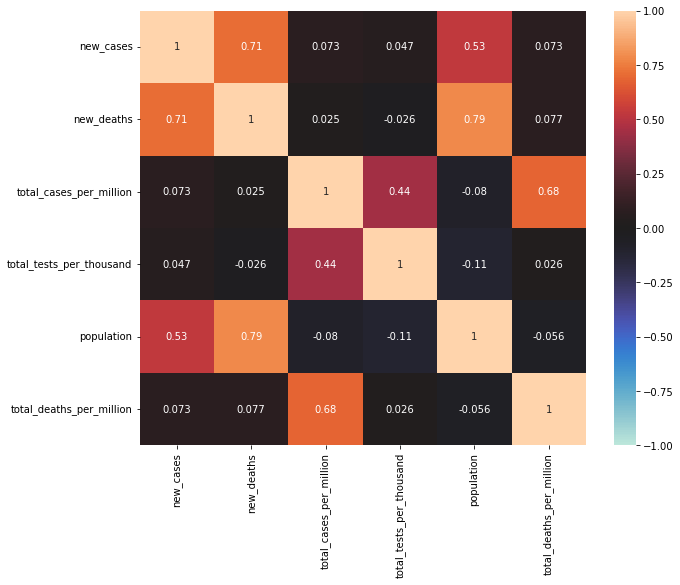 new_cases 1 0.71 0.073 0.047 0.53 0.073
new_deaths 0.71 1 0.025 -0.026 0.79 0.077
total_cases_per_million 0.073 0.025 1 0.44 -0.08 0.68
total_tests_per_thousand 0.047 -0.026 0.44 1 -0.11 0.026
population 0.53 0.79 -0.08 -0.11 1 -0.056
total_deaths_per_million 0.073 0.077 0.68 0.026 -0.056 1
new_cases
new_deaths
total_cases_per_million
total_tests_per_thousand
population
total_deaths_per_million
1.00
0.75
0.50
0.25
0.00
-0.25
-0.50
-0.75
-1.00